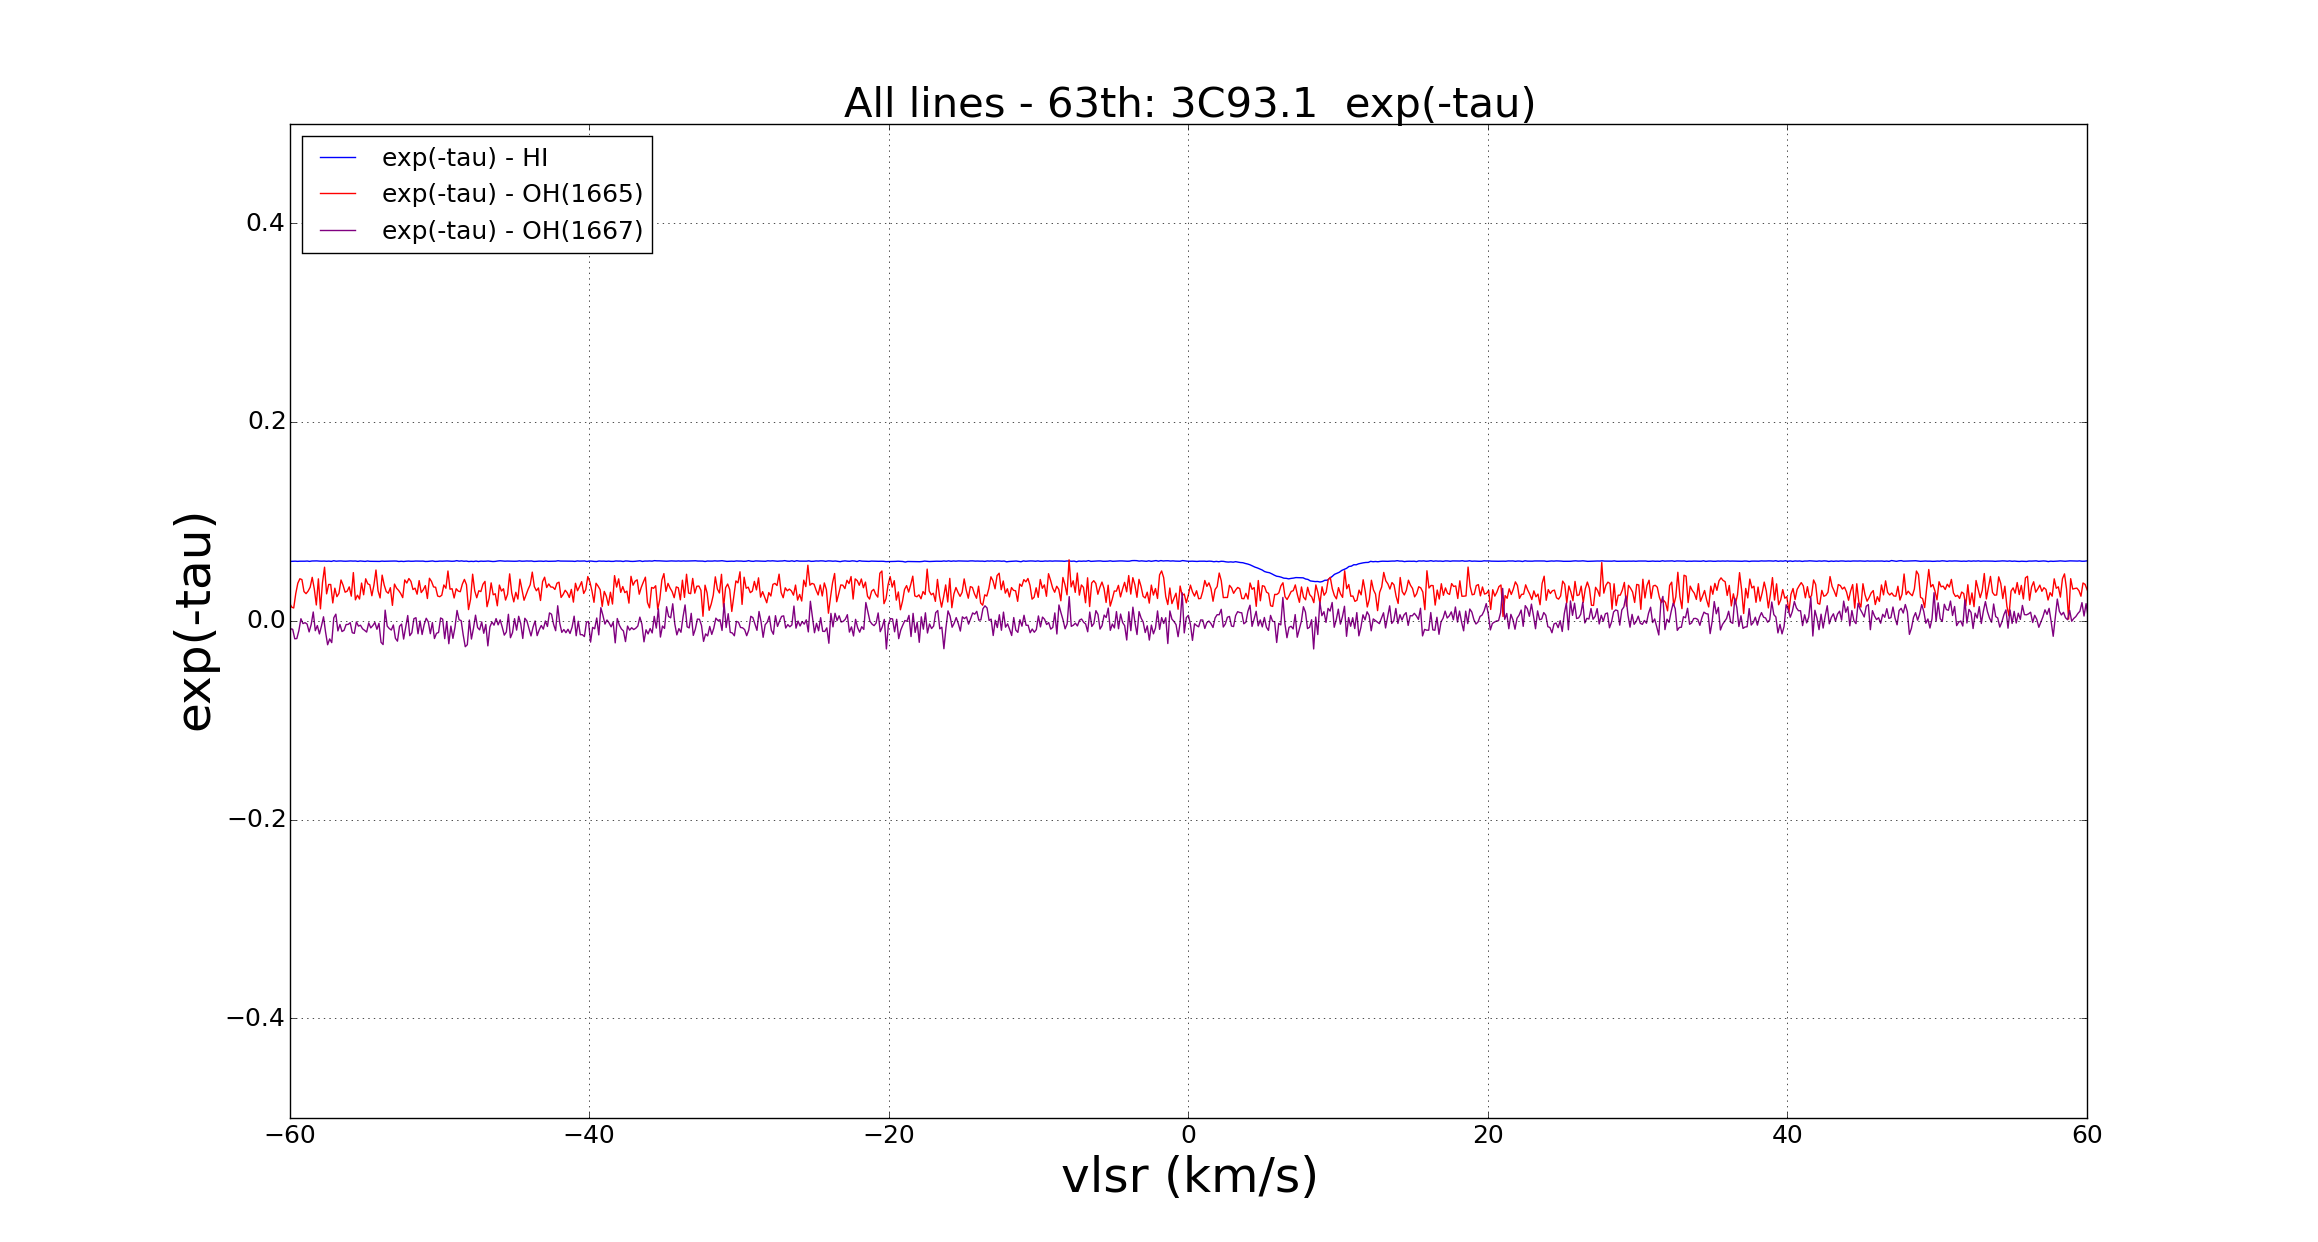 All lines - 63th: 3C93.1  exp(-tau)
exp(-tau) - HI
exp(-tau) - OH(1665)
exp(-tau) - OH(1667)
0.4
0.2
0.0
−0.2
−0.4
exp(-tau)
−60
−40
−20
0
20
40
60
vlsr (km/s)